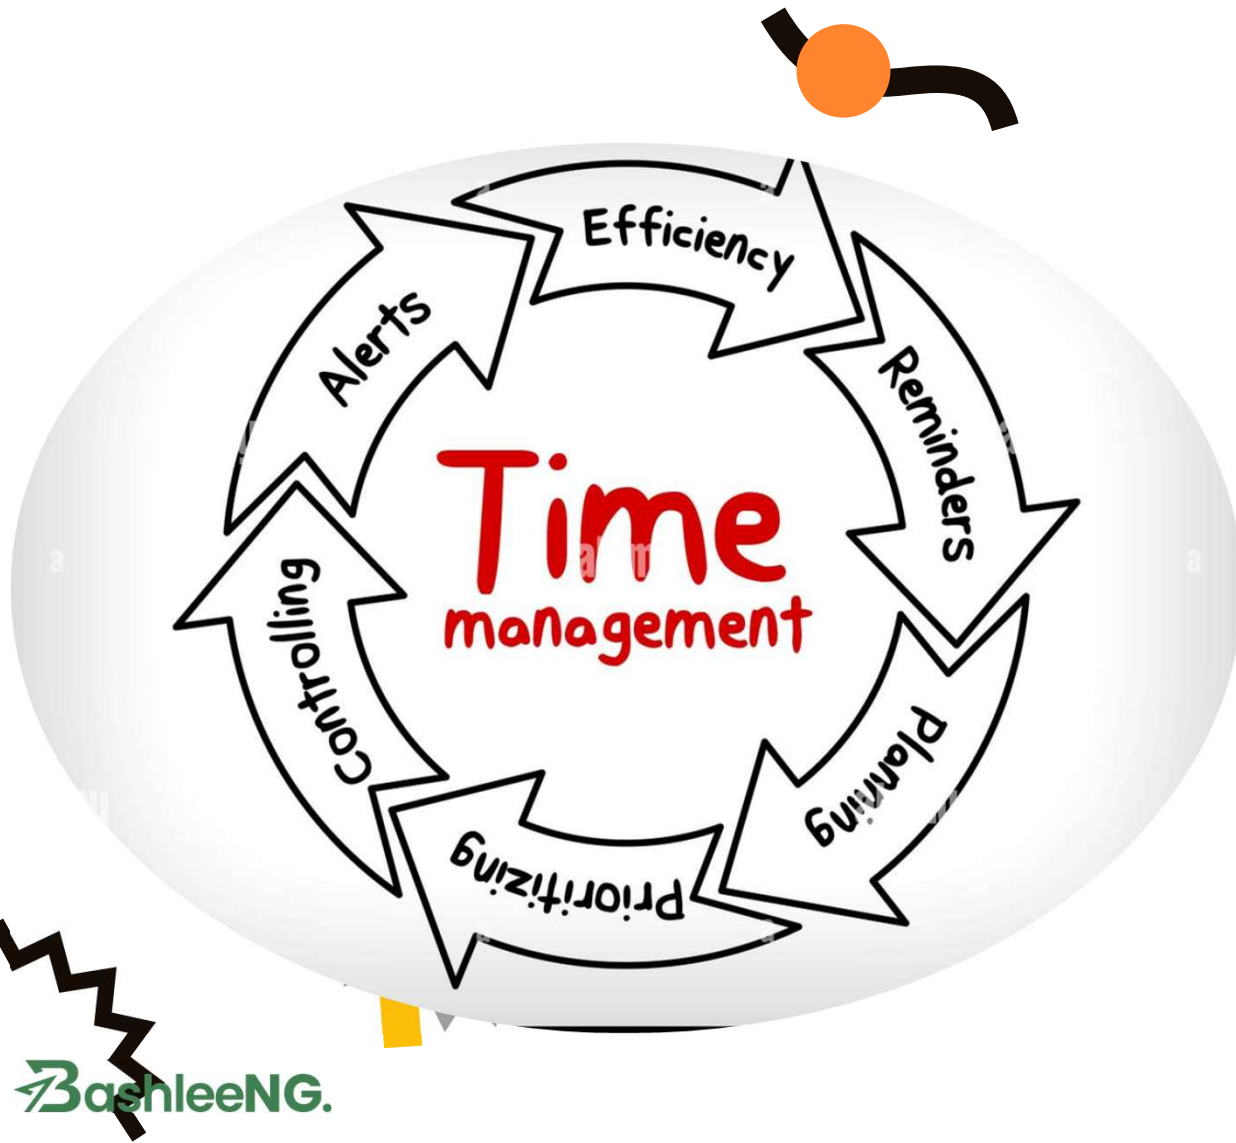 Efficiency
Reminders
Planning
Prioritizing
Controlling
Alerts
Time
management
BashleeNG.